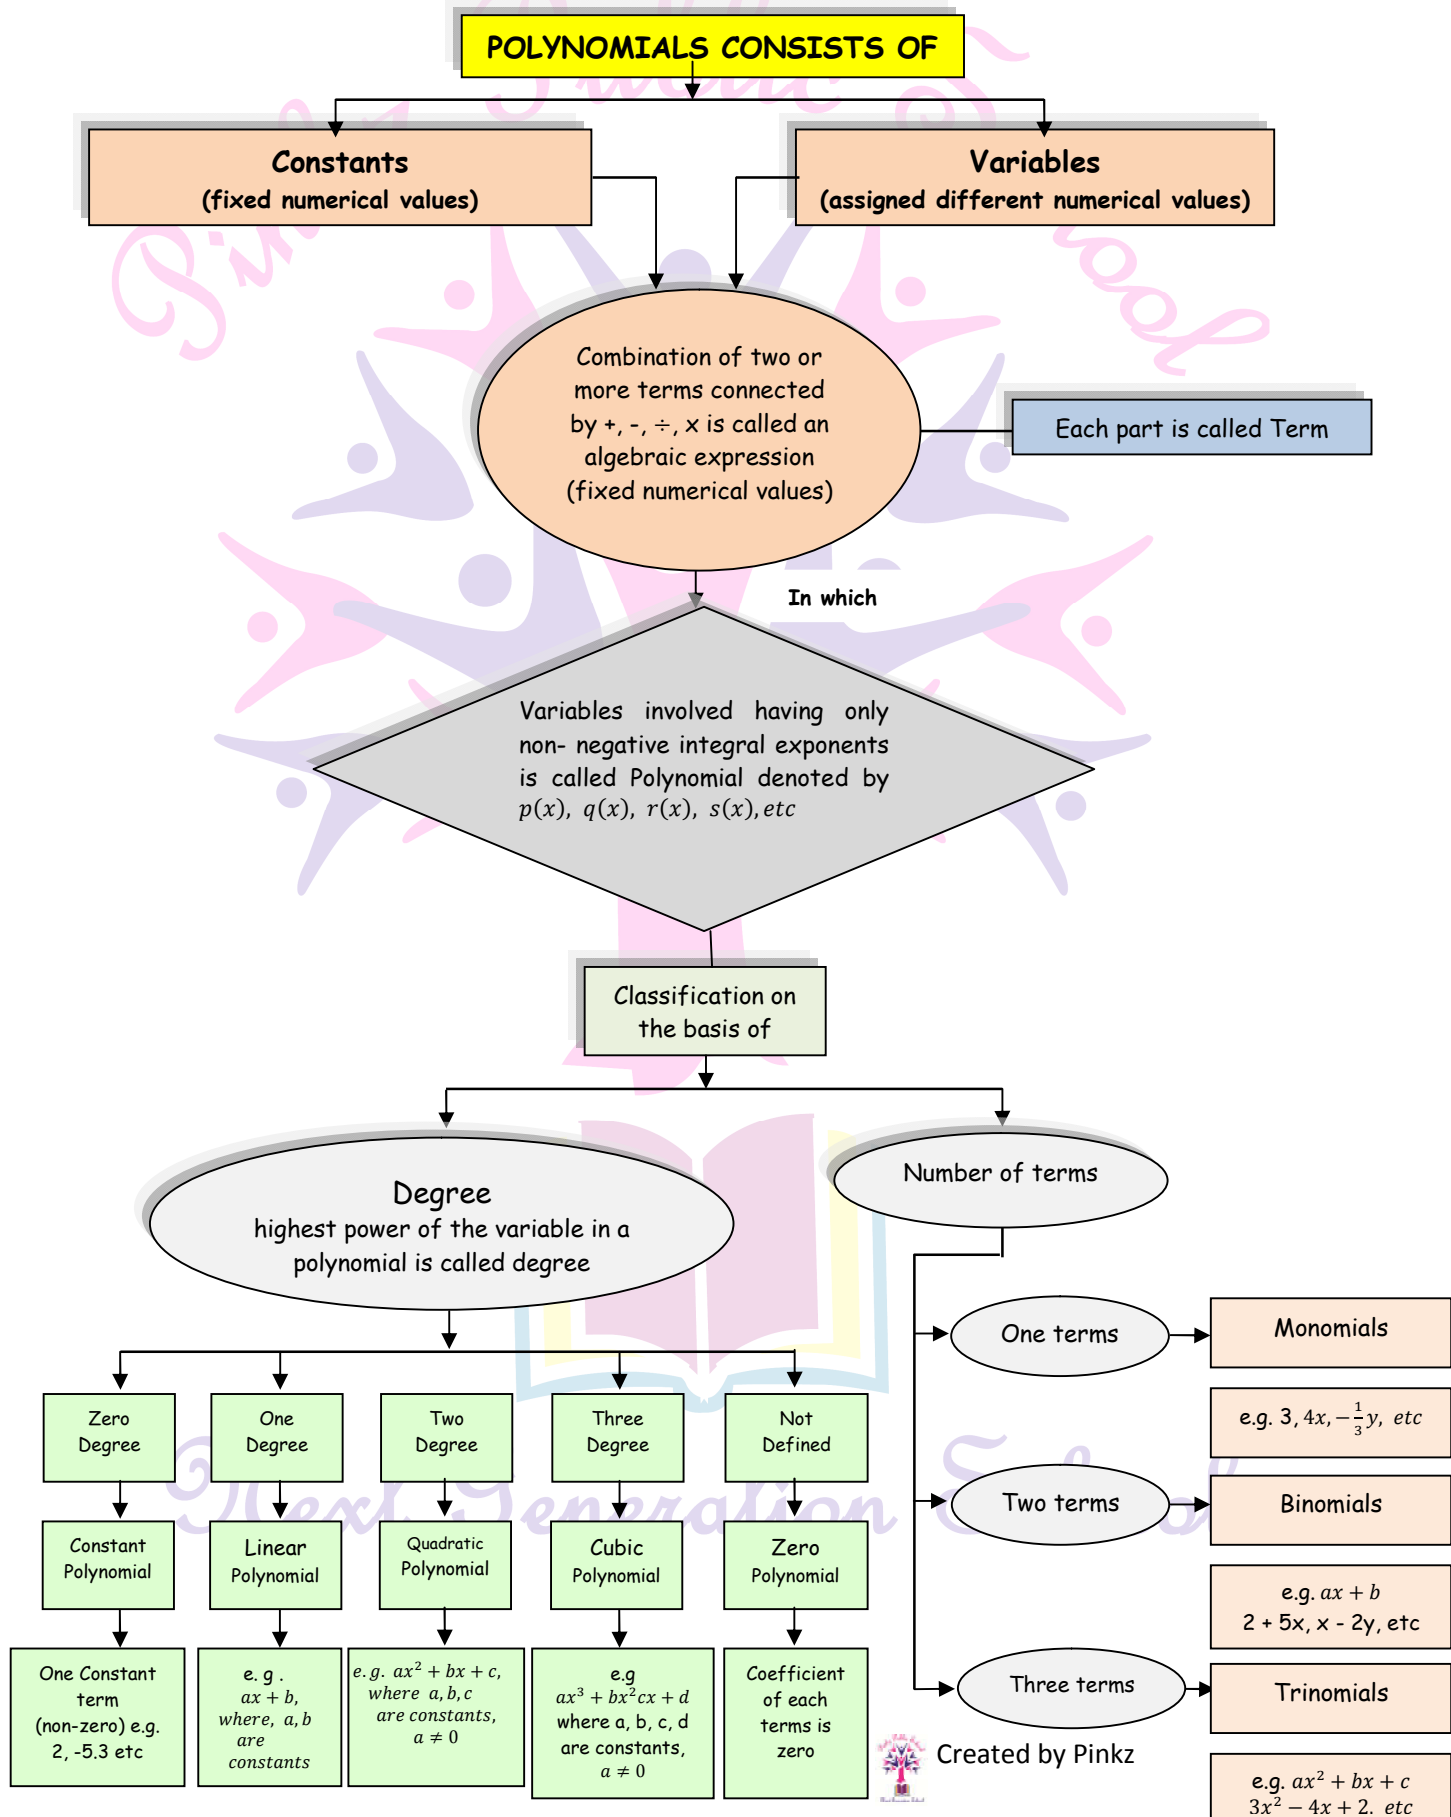 POLYNOMIALS CONSISTS OF
Constants
(fixed numerical values)
Variables
(assigned different numerical values)
Combination of two or
more terms connected
by +, -, ÷, x is called an
algebraic expression
(fixed numerical values)
Each part is called Term
In which
Variables involved having only
non- negative integral exponents
is called Polynomial denoted by
p(x), q(x), r(x), s(x), etc
Classification on
the basis of
Degree
highest power of the variable in a
polynomial is called degree
Number of terms
Zero
Degree
One
Degree
Two
Degree
Three
Degree
Not
Defined
Constant
Polynomial
Linear
Polynomial
Quadratic
Polynomial
Cubic
Polynomial
Zero
Polynomial
One Constant
term
(non-zero) e.g.
2, -5.3 etc
e. g .
ax + b,
where, a, b
are
constants
e. g. ax² + bx + c,
where a, b, c
are constants,
a ≠ 0
e.g
ax³ + bx²cx + d
where a, b, c, d
are constants,
a ≠ 0
Coefficient
of each
terms is
zero
One terms
Monomials
e.g. 3, 4x, −1/3 y, etc
Two terms
Binomials
e.g. ax + b
2 + 5x, x - 2y, etc
Three terms
Trinomials
e.g. ax² + bx + c
3x² − 4x + 2. etc
Created by Pinkz
Next Generation School